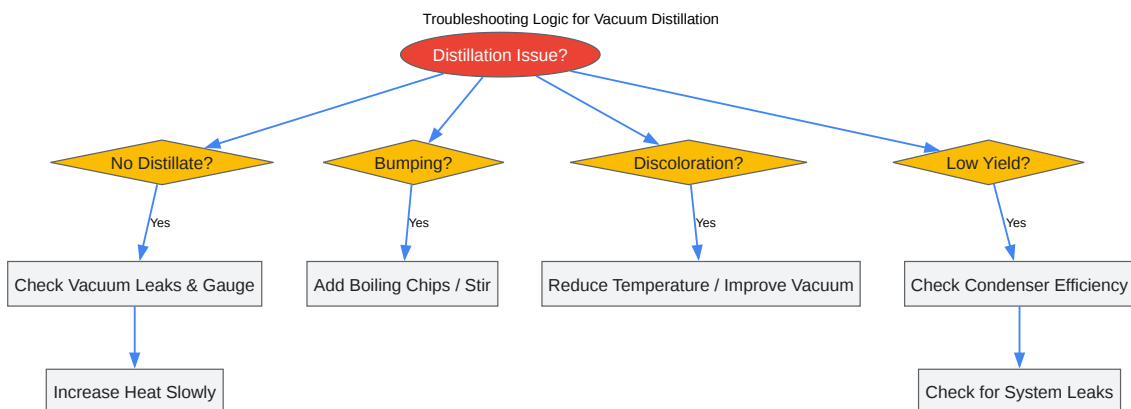 Troubleshooting Logic for Vacuum Distillation
Distillation Issue?
No Distillate?
Bumping?
Discoloration?
Low Yield?
Yes
Yes
Yes
Yes
Check Vacuum Leaks & Gauge
Add Boiling Chips / Stir
Reduce Temperature / Improve Vacuum
Check Condenser Efficiency
Increase Heat Slowly
Check for System Leaks